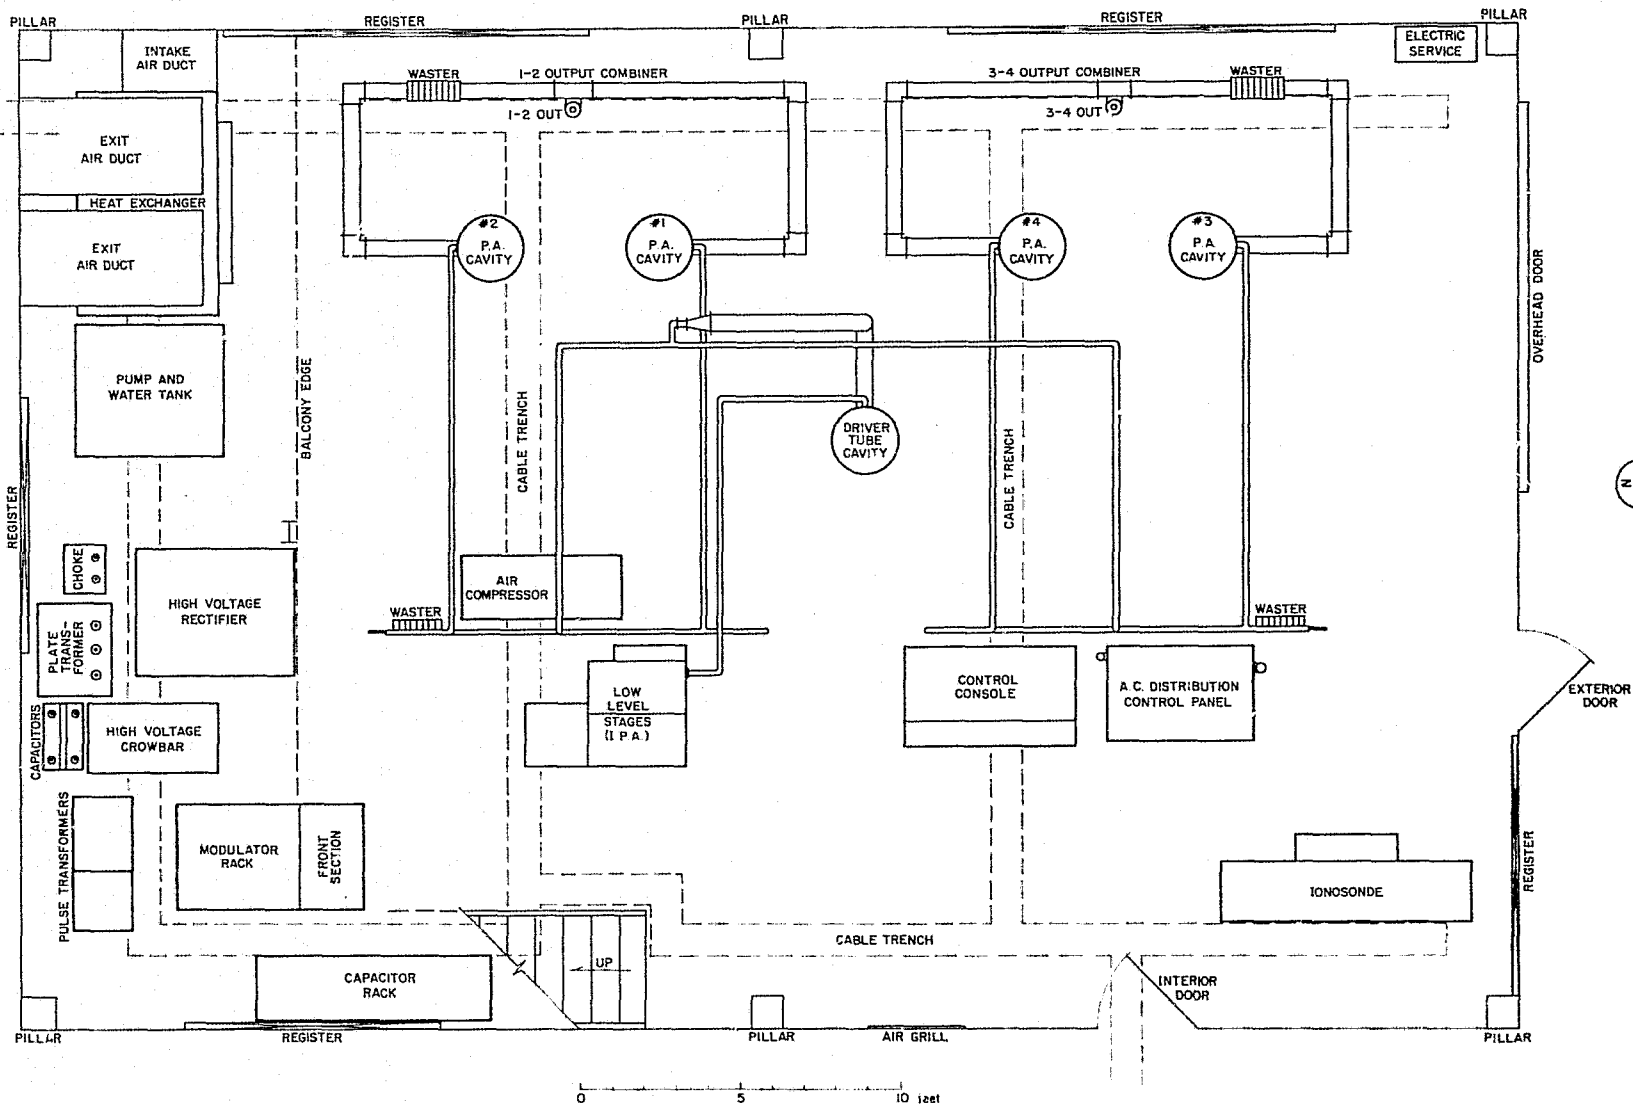 PILLAR
REGISTER
PILLAR
REGISTER
PILLAR
INTAKE
AIR DUCT
ELECTRIC
SERVICE
WASTER
1-2 OUTPUT COMBINER
3-4 OUTPUT COMBINER
WASTER
1-2 OUT
3-4 OUT
EXIT
AIR DUCT
HEAT EXCHANGER
EXIT
AIR DUCT
#2
P.A.
CAVITY
#1
P.A.
CAVITY
#4
P.A.
CAVITY
#3
P.A.
CAVITY
OVERHEAD DOOR
PUMP AND
WATER TANK
BALCONY EDGE
CABLE TRENCH
DRIVER
TUBE
CAVITY
CABLE TRENCH
N
REGISTER
CHOKE
HIGH VOLTAGE
RECTIFIER
AIR
COMPRESSOR
PLATE
TRANS-
FORMER
WASTER
WASTER
LOW
LEVEL
STAGES
(I P.A.)
CONTROL
CONSOLE
A.C. DISTRIBUTION
CONTROL PANEL
EXTERIOR
DOOR
CAPACITORS
HIGH VOLTAGE
CROWBAR
PULSE TRANSFORMERS
MODULATOR
RACK
FRONT
SECTION
IONOSONDE
REGISTER
CABLE TRENCH
UP
CAPACITOR
RACK
INTERIOR
DOOR
PILLAR
REGISTER
PILLAR
AIR GRILL
PILLAR
0 5 10 feet